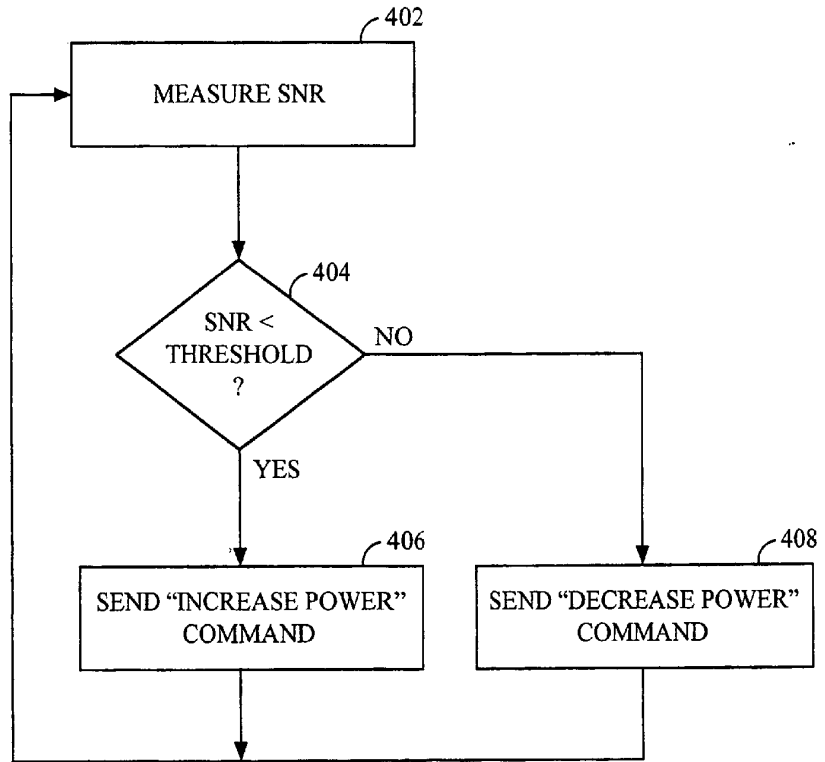 402
MEASURE SNR
404
SNR <
THRESHOLD
?
NO
YES
406
SEND “INCREASE POWER”
COMMAND
408
SEND “DECREASE POWER”
COMMAND